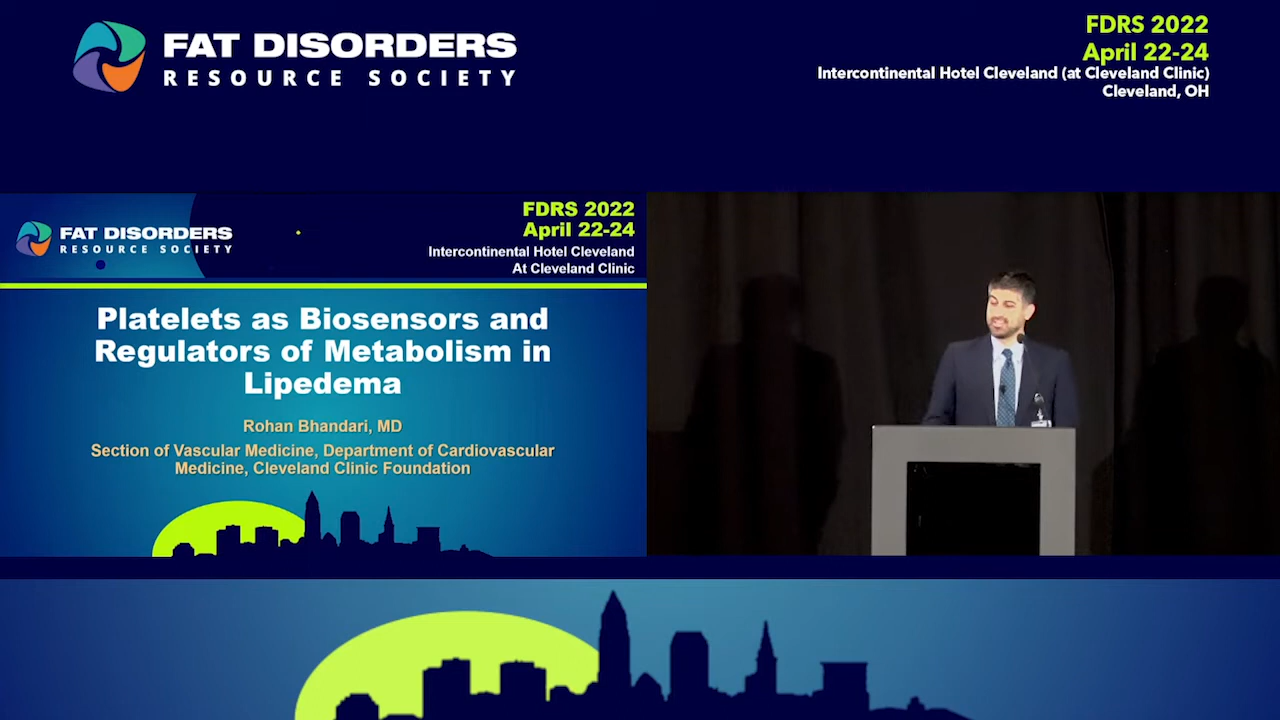 FAT DISORDERS
RESOURCE SOCIETY
FDRS 2022
April 22-24
Intercontinental Hotel Cleveland (at Cleveland Clinic)
Cleveland, OH
FAT DISORDERS
RESOURCE SOCIETY
FDRS 2022
April 22-24
Intercontinental Hotel Cleveland
At Cleveland Clinic
Platelets as Biosensors and
Regulators of Metabolism in
Lipedema
Rohan Bhandari, MD
Section of Vascular Medicine, Department of Cardiovascular
Medicine, Cleveland Clinic Foundation